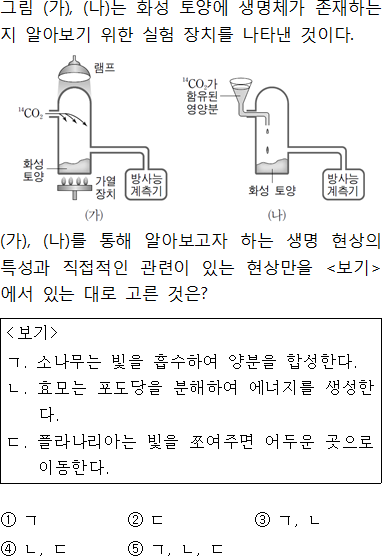 그림 (가), (나)는 화성 토양에 생명체가 존재하는
지 알아보기 위한 실험 장치를 나타낸 것이다.
램프
¹⁴CO₂
화성
토양
가열
장치
방사능
계측기
(가)
¹⁴CO₂가
함유된
영양분
화성 토양
방사능
계측기
(나)
(가), (나)를 통해 알아보고자 하는 생명 현상의
특성과 직접적인 관련이 있는 현상만을 <보기>
에서 있는 대로 고른 것은?
<보기>
ㄱ. 소나무는 빛을 흡수하여 양분을 합성한다.
ㄴ. 효모는 포도당을 분해하여 에너지를 생성한
다.
ㄷ. 플라나리아는 빛을 쪼여주면 어두운 곳으로
이동한다.
① ㄱ ② ㄷ ③ ㄱ, ㄴ
④ ㄴ, ㄷ ⑤ ㄱ, ㄴ, ㄷ